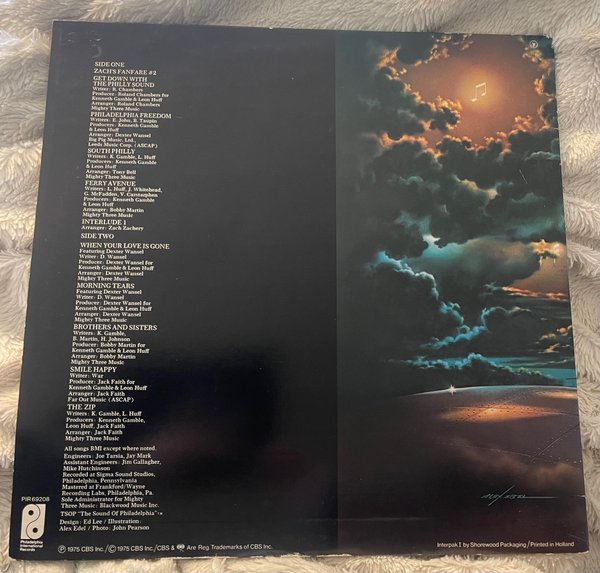 SIDE ONE
ZACH'S FANFARE #2
GET DOWN WITH
THE PHILLY SOUND
Writer: R. Chambers
Producer: Roland Chambers for
Kenneth Gamble & Leon Huff
Arranger: Roland Chambers
Mighty Three Music
PHILADELPHIA FREEDOM
Writers: E. John, B. Taupin
Producers: Kenneth Gamble
& Leon Huff
Arranger: Dexter Wansel
Big Pig Music, Ltd.,
Leeds Music Corp. (ASCAP)
SOUTH PHILLY
Writers: K. Gamble, L. Huff
Producers: Kenneth Gamble
& Leon Huff
Arranger: Tony Bell
Mighty Three Music
FERRY AVENUE
Writers: L. Huff, J. Whitehead,
G. McFadden, V. Carstarphen
Producers: Kenneth Gamble
& Leon Huff
Arranger: Bobby Martin
Mighty Three Music
INTERLUDE 1
Arranger: Zach Zachery
SIDE TWO
WHEN YOUR LOVE IS GONE
Featuring Dexter Wansel
Writer: D. Wansel
Producer: Dexter Wansel for
Kenneth Gamble & Leon Huff
Arranger: Dexter Wansel
Mighty Three Music
MORNING TEARS
Featuring Dexter Wansel
Writer: D. Wansel
Producer: Dexter Wansel for
Kenneth Gamble & Leon Huff
Arranger: Dexter Wansel
Mighty Three Music
BROTHERS AND SISTERS
Writers: K. Gamble,
B. Martin, H. Johnson
Producer: Bobby Martin for
Kenneth Gamble & Leon Huff
Arranger: Bobby Martin
Mighty Three Music
SMILE HAPPY
Writer: War
Producer: Jack Faith for
Kenneth Gamble & Leon Huff
Arranger: Jack Faith
Far Out Music (ASCAP)
THE ZIP
Writers: K. Gamble, L. Huff
Producers: Kenneth Gamble,
Leon Huff, Jack Faith
Arranger: Jack Faith
Mighty Three Music
All songs BMI except where noted.
Engineers: Joe Tarsia, Jay Mark
Assistant Engineers: Jim Gallagher,
Mike Hutchinson
Recorded at Sigma Sound Studios,
Philadelphia, Pennsylvania
Mastered at Frankford/Wayne
Recording Labs, Philadelphia, Pa.
Sole Administrator for Mighty
Three Music: Blackwood Music Inc.
TSOP "The Sound Of Philadelphia"
Design: Ed Lee / Illustration:
Alex Edel / Photo: John Pearson
PIR 69208
Philadelphia
International
Records
℗ 1975 CBS Inc./© 1975 CBS Inc./CBS & Are Reg. Trademarks of CBS Inc.
Interpak I by Shorewood Packaging / Printed in Holland